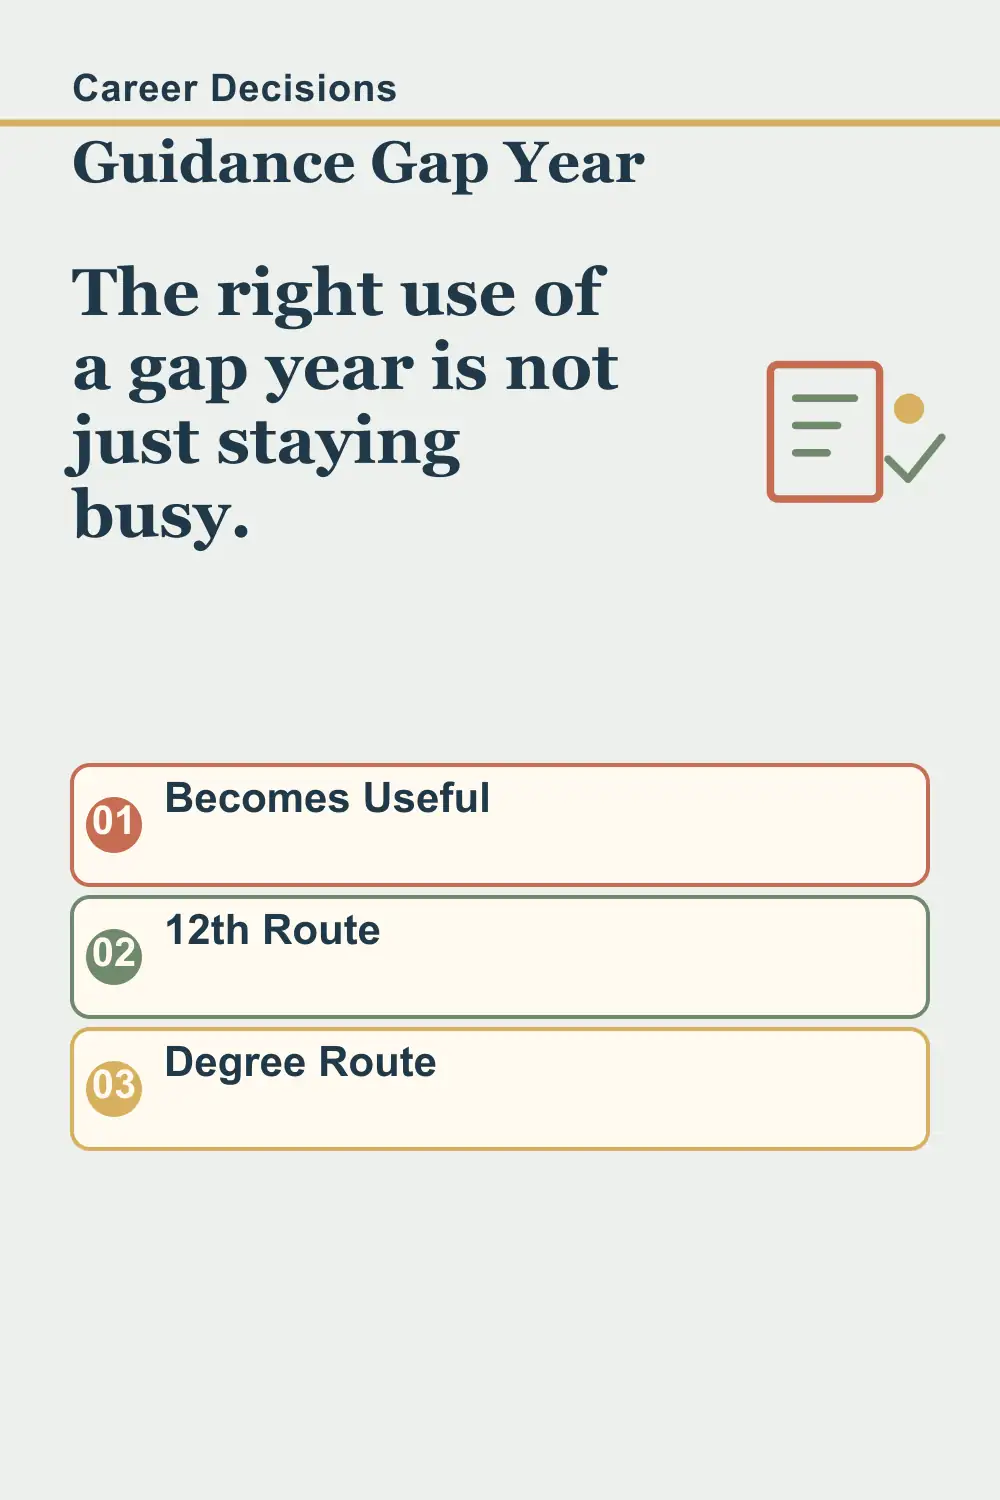 Career Decisions
Guidance Gap Year
The right use of
a gap year is not
just staying
busy.
01
Becomes Useful
02
12th Route
03
Degree Route